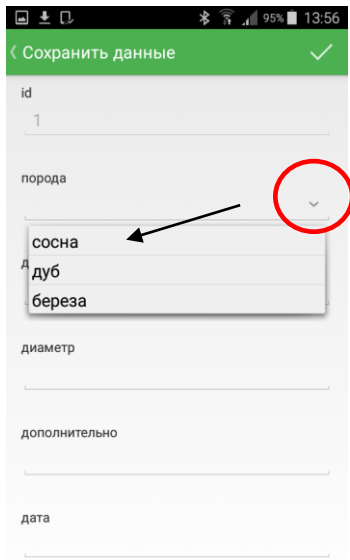 95% 13:56
Сохранить данные
id
1
порода
сосна
д
дуб
береза
диаметр
дополнительно
дата